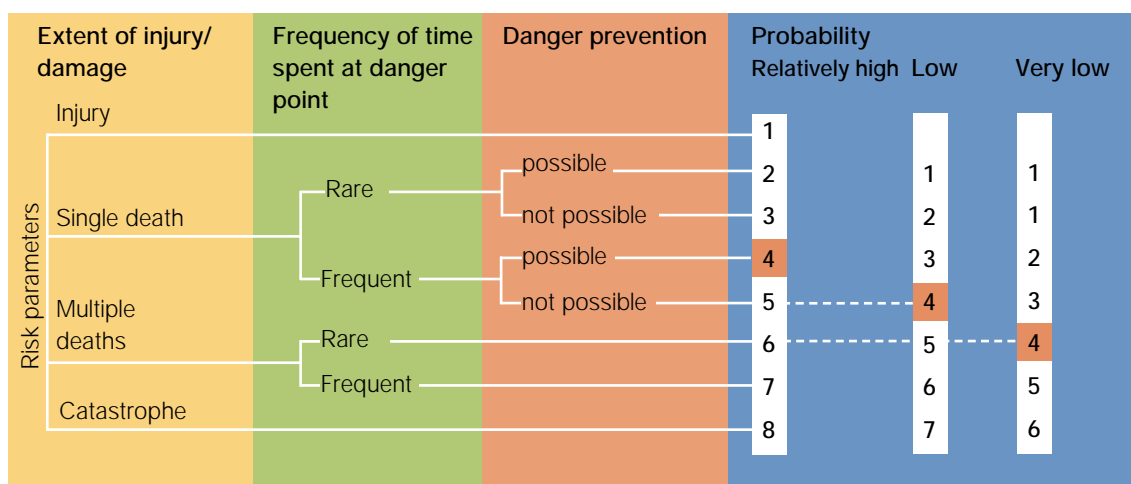 Extent of injury/
damage
Frequency of time
spent at danger
point
Danger prevention
Probability
Relatively high Low Very low
Risk parameters
Injury
1
possible
2 1 1
Rare
Single death
not possible
3 2 1
possible
4 3 2
Frequent
not possible
5 4 3
Multiple
deaths
Rare
6 5 4
Frequent
7 6 5
Catastrophe
8 7 6